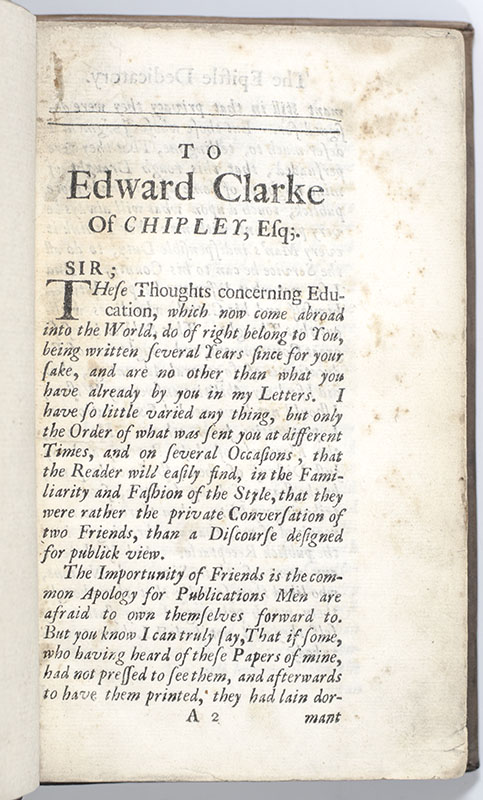 TO
Edward Clarke
Of CHIPLEY, Eſq;.
SIR;
THeſe Thoughts concerning Edu-
cation, which now come abroad
into the World, do of right belong to You,
being written ſeveral Years ſince for your
ſake, and are no other than what you
have already by you in my Letters. I
have ſo little varied any thing, but only
the Order of what was ſent you at different
Times, and on ſeveral Occaſions, that
the Reader will eaſily find, in the Fami-
liarity and Faſhion of the Style, that they
were rather the private Converſation of
two Friends, than a Diſcourſe deſigned
for publick view.
The Importunity of Friends is the com-
mon Apology for Publications Men are
afraid to own themſelves forward to.
But you know I can truly ſay, That if ſome,
who having heard of theſe Papers of mine,
had not preſſed to ſee them, and afterwards
to have them printed, they had lain dor-
A 2 mant